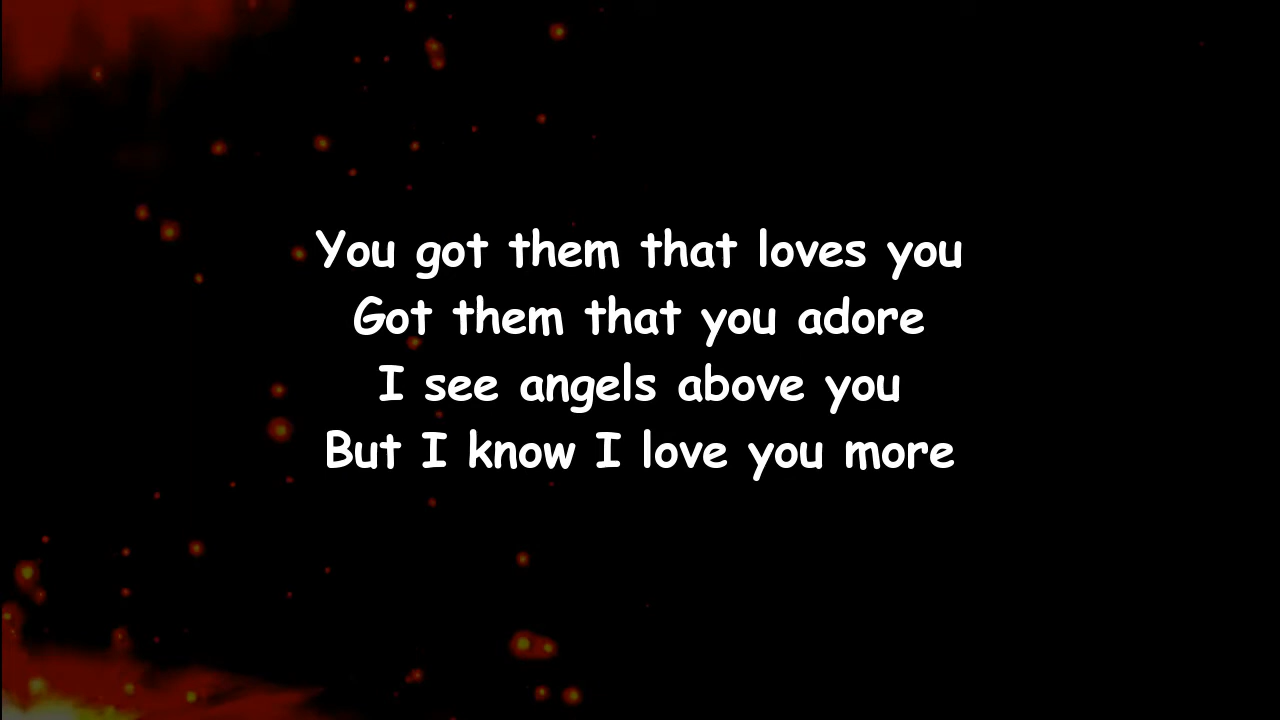 You got them that loves you
Got them that you adore
I see angels above you
But I know I love you more